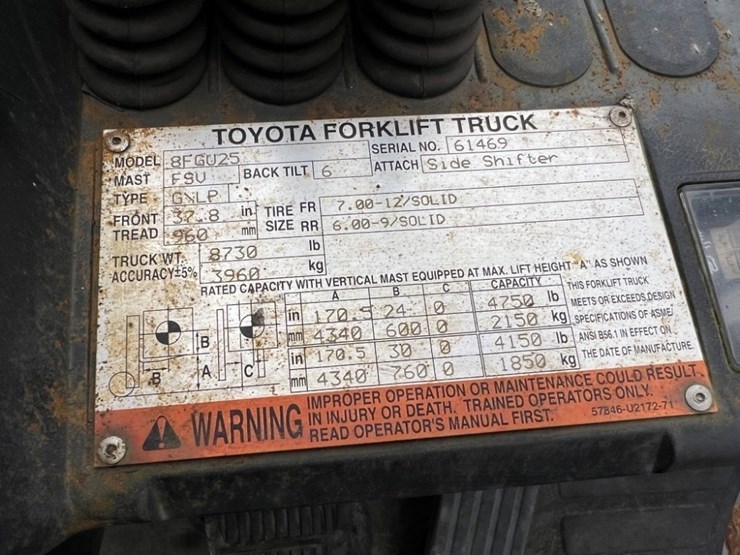 TOYOTA FORKLIFT TRUCK
MODEL 8FGU25 SERIAL NO. 61469
MAST FSV BACK TILT 6 ATTACH Side Shifter
TYPE LP
FRONT TREAD 37.8 in 960 mm TIRE SIZE FR 7.00-12/SOLID
RR 6.00-9/SOLID
TRUCK WT. 8730 lb
ACCURACY±5% 3960 kg
RATED CAPACITY WITH VERTICAL MAST EQUIPPED AT MAX. LIFT HEIGHT "A" AS SHOWN
A B C CAPACITY
in 170.5 24 0 4750 lb
mm 4340 600 0 2150 kg
in 170.5 30 0 4150 lb
mm 4340 760 0 1850 kg
THIS FORKLIFT TRUCK
MEETS OR EXCEEDS DESIGN
SPECIFICATIONS OF ASME/
ANSI B56.1 IN EFFECT ON
THE DATE OF MANUFACTURE.
B
B A C
WARNING
IMPROPER OPERATION OR MAINTENANCE COULD RESULT
IN INJURY OR DEATH. TRAINED OPERATORS ONLY.
READ OPERATOR'S MANUAL FIRST.
57846-U2172-71